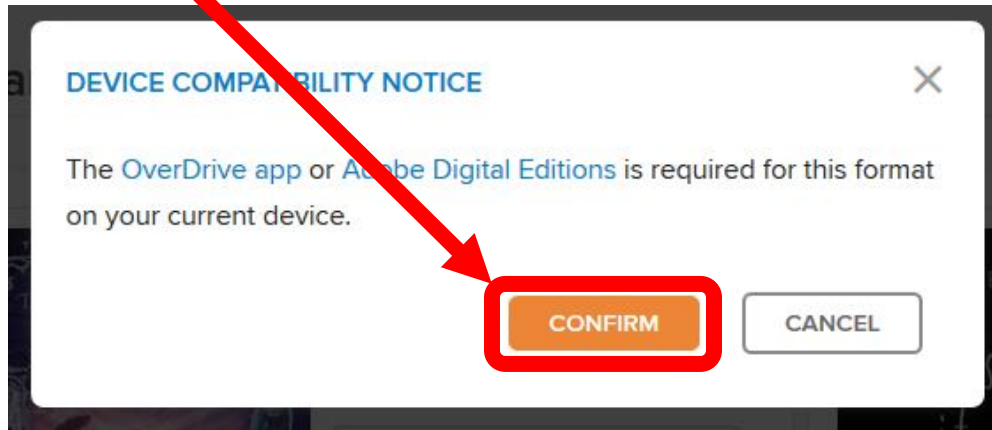 DEVICE COMPATIBILITY NOTICE
The OverDrive app or Adobe Digital Editions is required for this format
on your current device.
CONFIRM
CANCEL